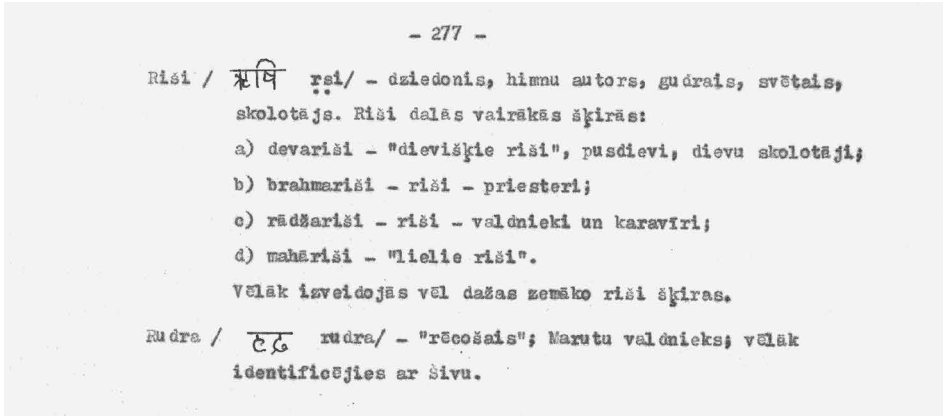 - 277 -
Riši / ऋषि ṛṣi/ - dziedonis, himnu autors, gudrais, svētais,
skolotājs. Riši dalās vairākās šķirās:
a) devariši - "dievišķie riši", pusdievi, dievu skolotāji;
b) brahmariši - riši - priesteri;
c) rādžariši - riši - valdnieki un karavīri;
d) mahāriši - "lielie riši".
Vēlāk izveidojās vēl dažas zemāko riši šķiras.
Rudra / रुद्र rudra/ - "rēcošais"; Marutu valdnieks; vēlāk
identificējies ar Šivu.